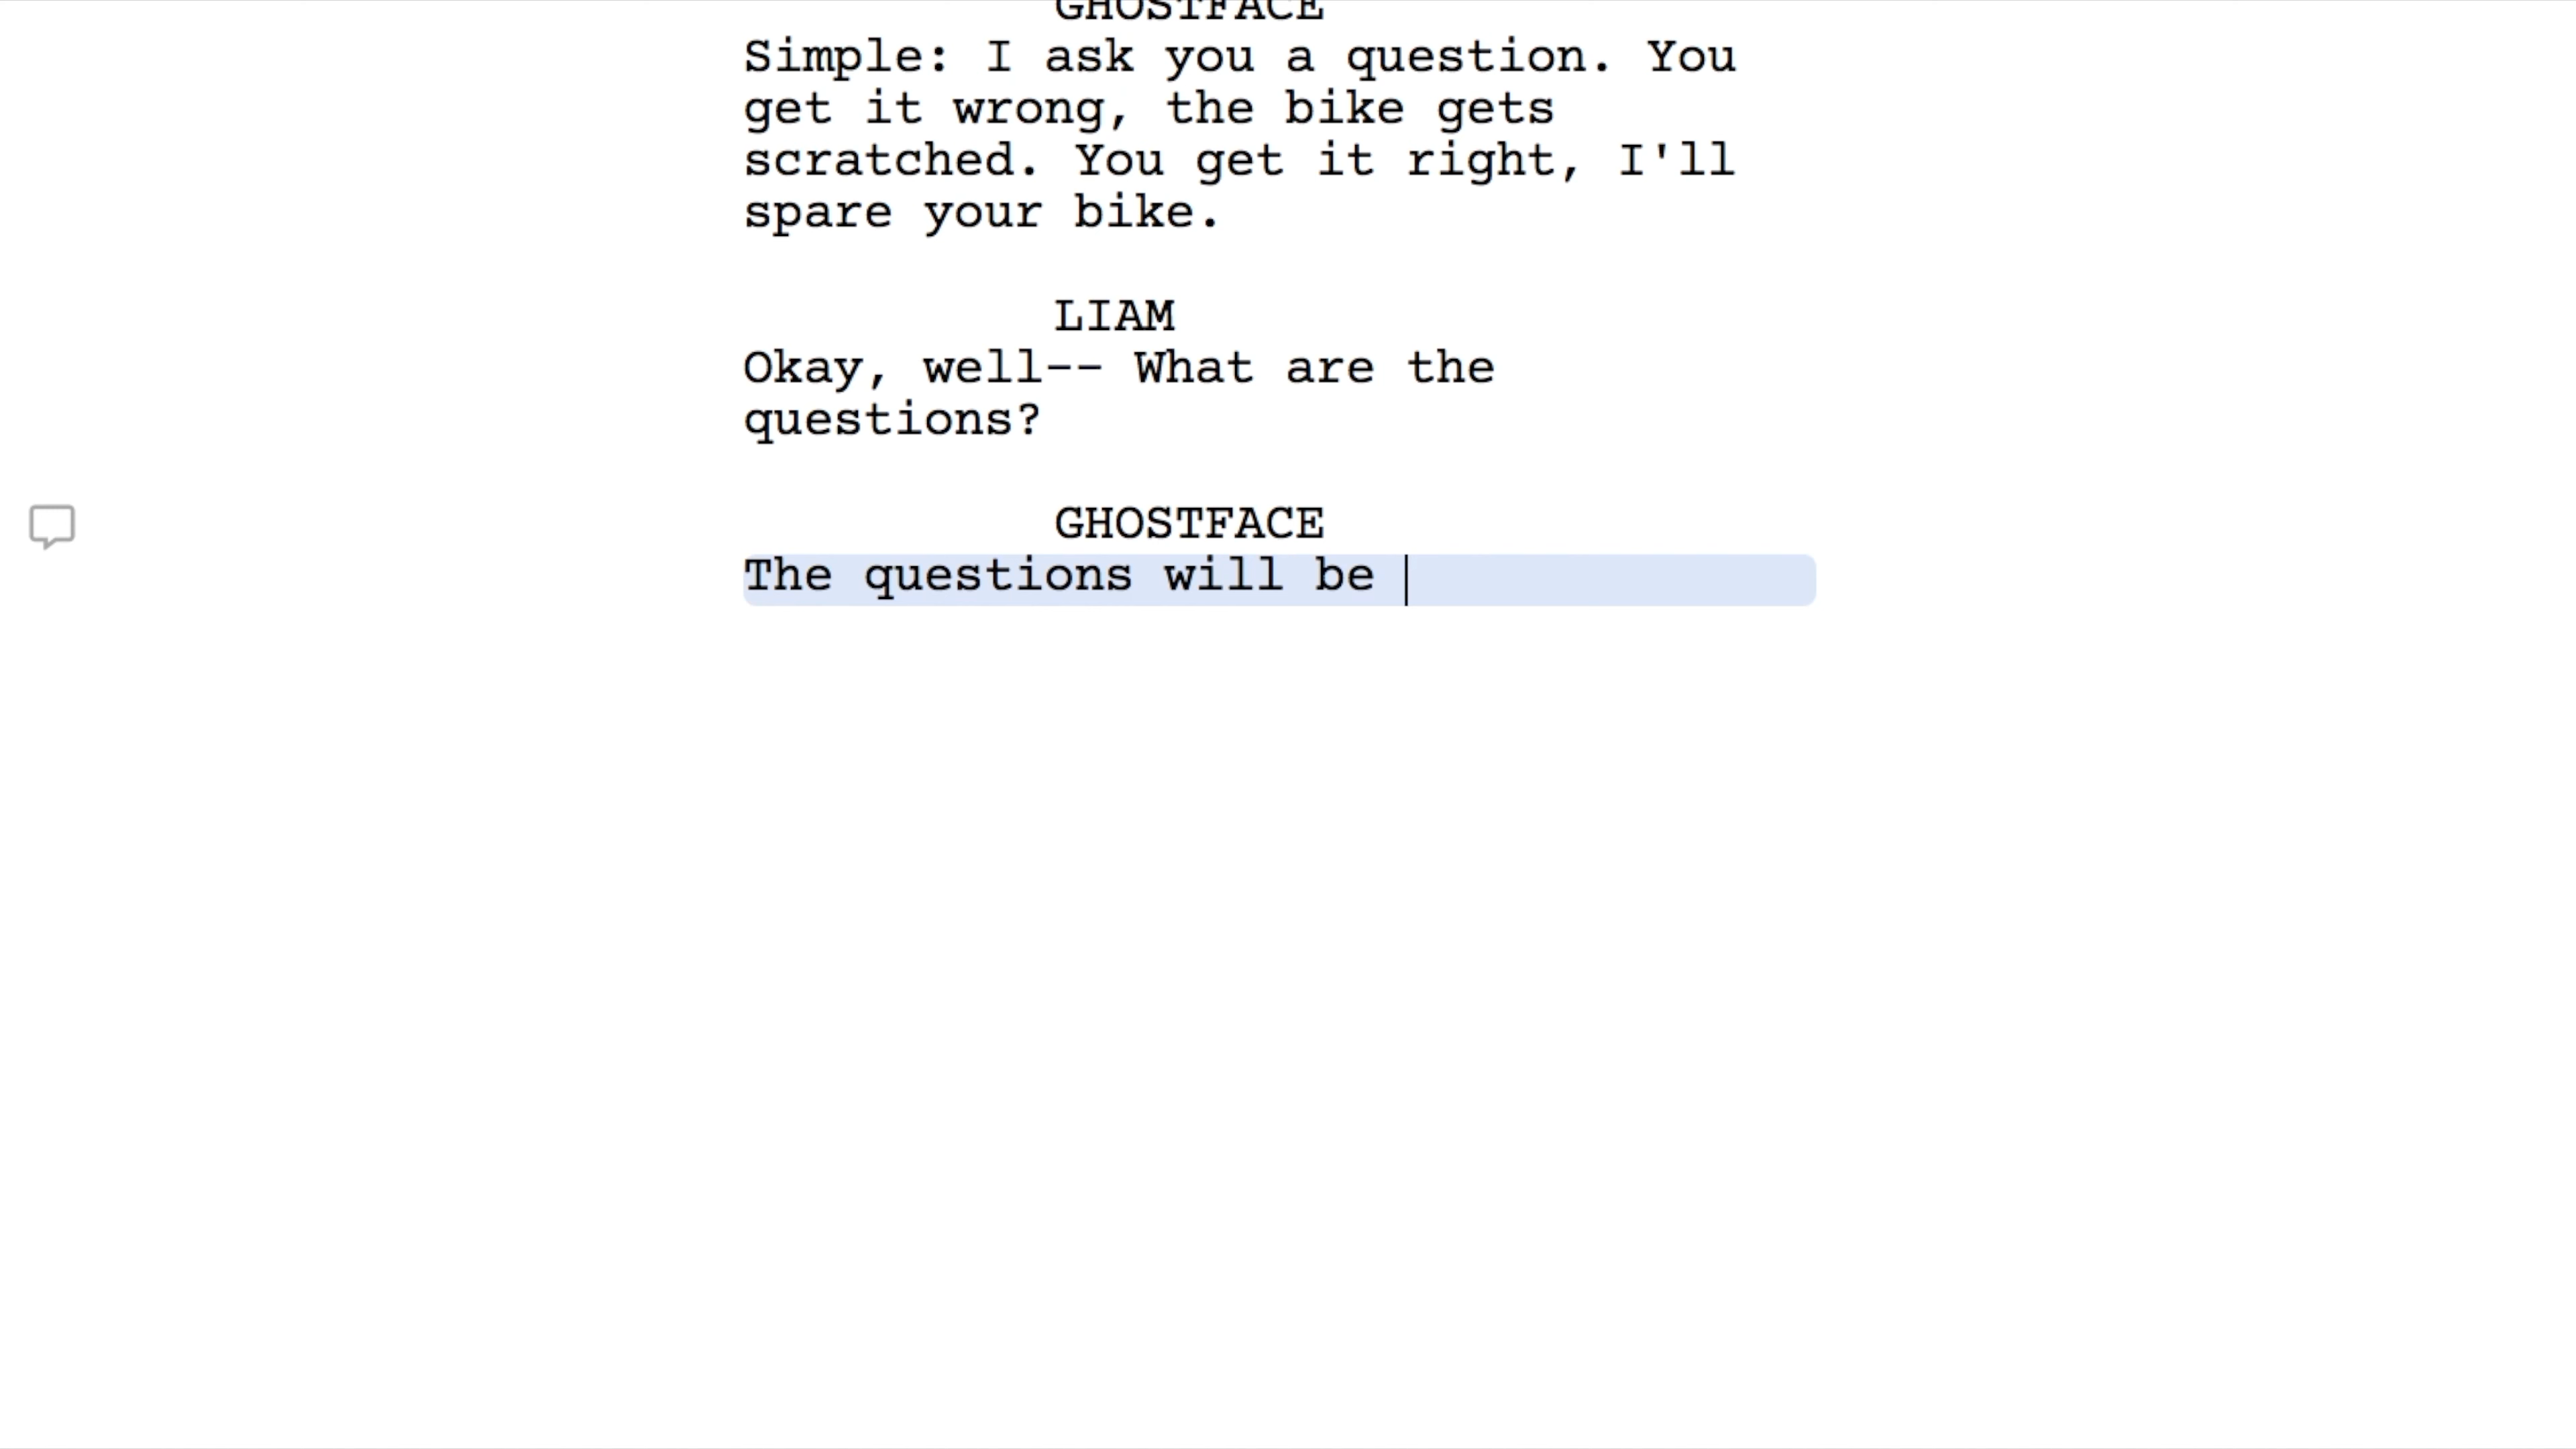 GHOSTFACE
Simple: I ask you a question. You
get it wrong, the bike gets
scratched. You get it right, I'll
spare your bike.
LIAM
Okay, well-- What are the
questions?
GHOSTFACE
The questions will be